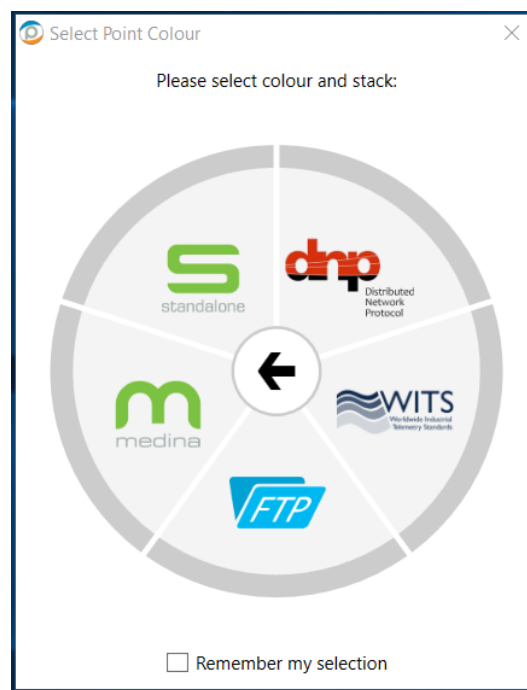 Select Point Colour
Please select colour and stack:
S
standalone
dnp
Distributed
Network
Protocol
m
medina
WITS
Worldwide Industrial
Telemetry Standards
FTP
Remember my selection